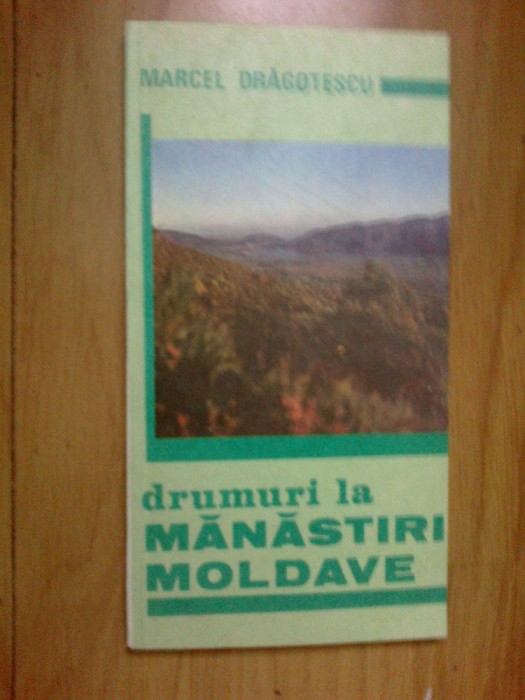 MARCEL DRĂGOTESCU
drumuri la
MĂNĂSTIRI
MOLDAVE